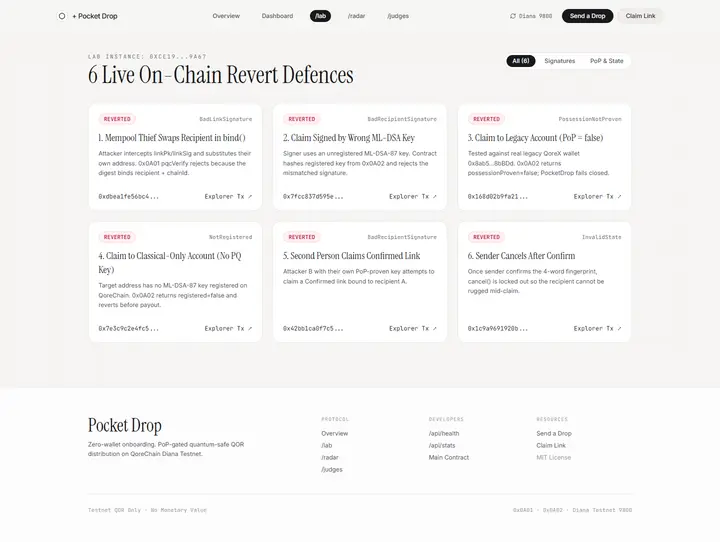 + Pocket Drop
Overview Dashboard /lab /radar /judges
Diana 9800 Send a Drop Claim Link
LAB INSTANCE: 0XCE19...9A67
6 Live On-Chain Revert Defences
All (6) Signatures PoP & State
REVERTED BadLinkSignature
1. Mempool Thief Swaps Recipient in bind()
Attacker intercepts linkPk/linkSig and substitutes their
own address. 0x0A01 pqcVerify rejects because the
digest binds recipient + chainId.
0xdbea1fe56bc4... Explorer Tx ↗
REVERTED BadRecipientSignature
2. Claim Signed by Wrong ML-DSA Key
Signer uses an unregistered ML-DSA-87 key. Contract
hashes registered key from 0x0A02 and rejects the
mismatched signature.
0x7fcc837d595e... Explorer Tx ↗
REVERTED PossessionNotProven
3. Claim to Legacy Account (PoP = false)
Tested against real legacy QoreX wallet
0x8ab5...8bBDd. 0x0A02 returns
possessionProven=false; PocketDrop fails closed.
0x168d02b9fa21... Explorer Tx ↗
REVERTED NotRegistered
4. Claim to Classical-Only Account (No PQ
Key)
Target address has no ML-DSA-87 key registered on
QoreChain. 0x0A02 returns registered=false and
reverts before payout.
0x7e3c9c2e4fc5... Explorer Tx ↗
REVERTED BadRecipientSignature
5. Second Person Claims Confirmed Link
Attacker B with their own PoP-proven key attempts to
claim a Confirmed link bound to recipient A.
0x42bb1ca0f7c5... Explorer Tx ↗
REVERTED InvalidState
6. Sender Cancels After Confirm
Once sender confirms the 4-word fingerprint,
cancel() is locked out so the recipient cannot be
rugged mid-claim.
0x1c9a9691920b... Explorer Tx ↗
Pocket Drop
Zero-wallet onboarding. PoP-gated quantum-safe QOR
distribution on QoreChain Diana Testnet.
PROTOCOL
Overview
/lab
/radar
/judges
DEVELOPERS
/api/health
/api/stats
Main Contract
RESOURCES
Send a Drop
Claim Link
MIT License
Testnet QOR Only · No Monetary Value
0x0A01 · 0x0A02 · Diana Testnet 9800